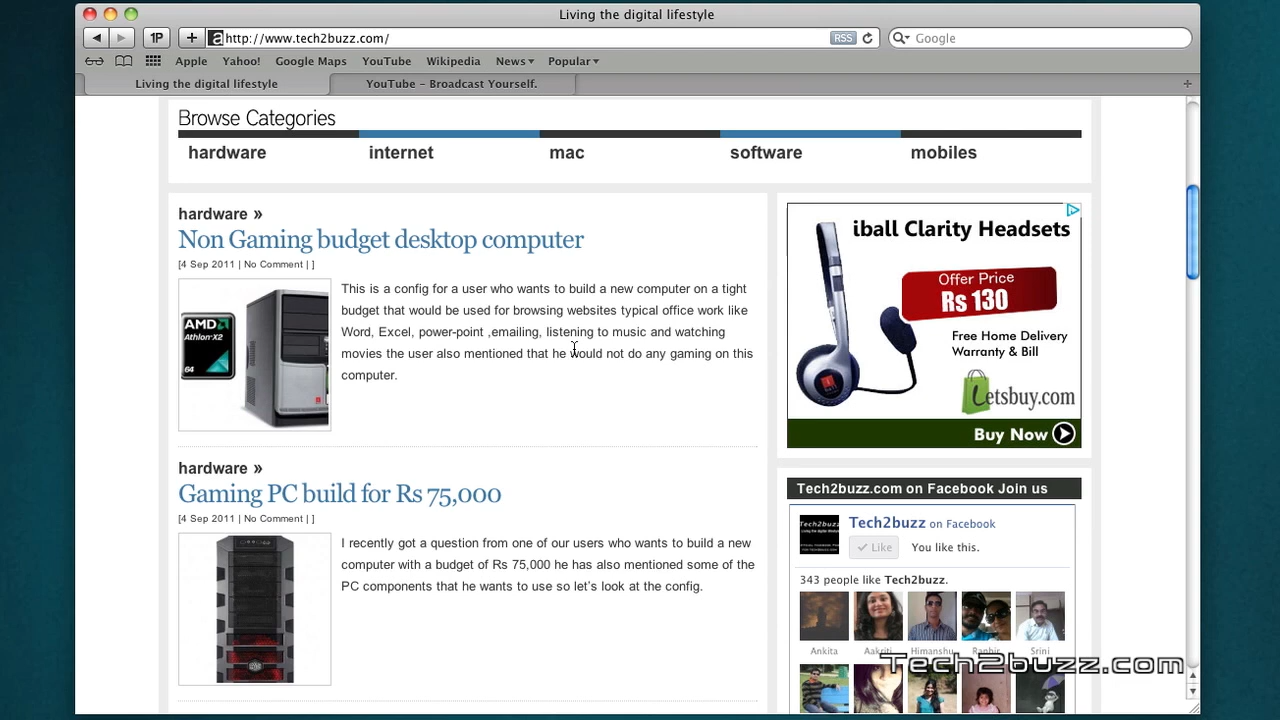 Living the digital lifestyle
1P
+
a
http://www.tech2buzz.com/
RSS
Google
Apple
Yahoo!
Google Maps
YouTube
Wikipedia
News
Popular
Living the digital lifestyle
YouTube – Broadcast Yourself.
+
Browse Categories
hardware
internet
mac
software
mobiles
hardware »
Non Gaming budget desktop computer
[4 Sep 2011 | No Comment | ]
AMD
Athlon X2
64
This is a config for a user who wants to build a new computer on a tight
budget that would be used for browsing websites typical office work like
Word, Excel, power-point ,emailing, listening to music and watching
movies the user also mentioned that he would not do any gaming on this
computer.
hardware »
Gaming PC build for Rs 75,000
[4 Sep 2011 | No Comment | ]
I recently got a question from one of our users who wants to build a new
computer with a budget of Rs 75,000 he has also mentioned some of the
PC components that he wants to use so let's look at the config.
iball Clarity Headsets
Offer Price
Rs 130
Free Home Delivery
Warranty & Bill
Letsbuy.com
Buy Now
Tech2buzz.com on Facebook Join us
Tech2buzz
Tech2buzz on Facebook
Like
You like this.
343 people like Tech2buzz.
Ankita
Aakriti
Himanshu
Ranbir
Srini
Tech2buzz.com